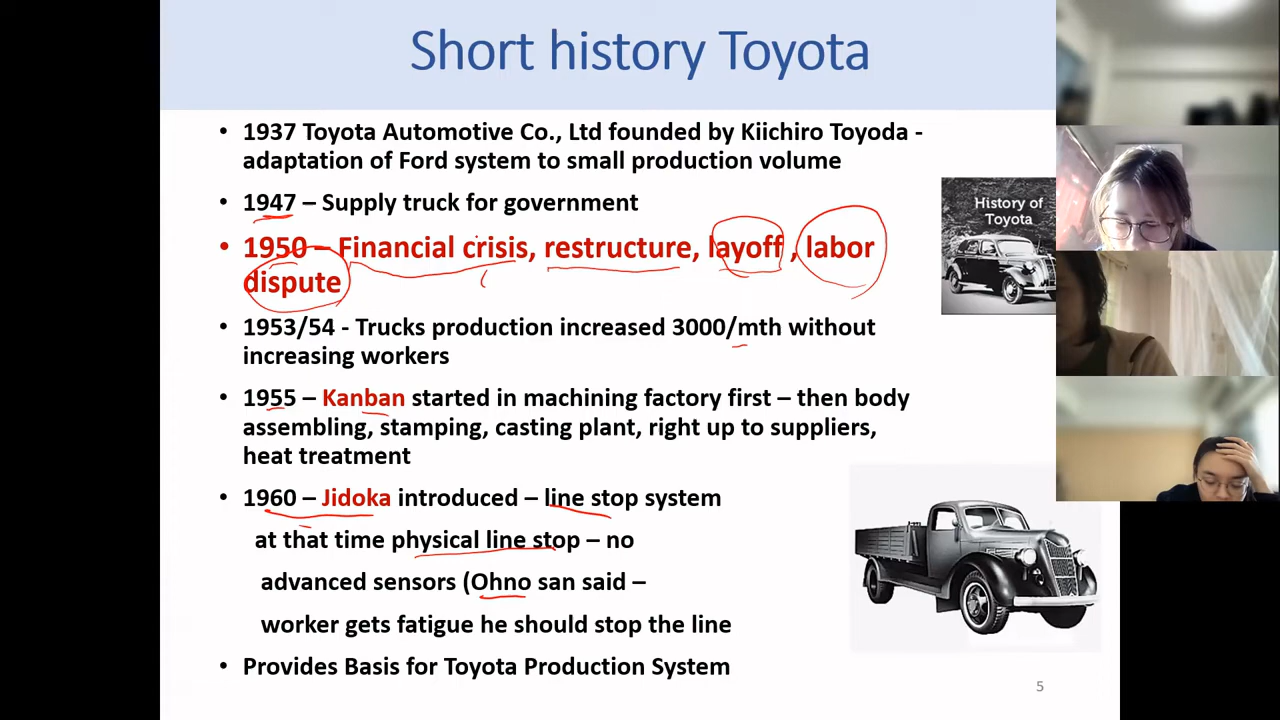 Short history Toyota
• 1937 Toyota Automotive Co., Ltd founded by Kiichiro Toyoda -
adaptation of Ford system to small production volume
• 1947 – Supply truck for government
• 1950 – Financial crisis, restructure, layoff , labor
dispute
• 1953/54 - Trucks production increased 3000/mth without
increasing workers
• 1955 – Kanban started in machining factory first – then body
assembling, stamping, casting plant, right up to suppliers,
heat treatment
• 1960 – Jidoka introduced – line stop system
at that time physical line stop – no
advanced sensors (Ohno san said –
worker gets fatigue he should stop the line
• Provides Basis for Toyota Production System
History of
Toyota
5